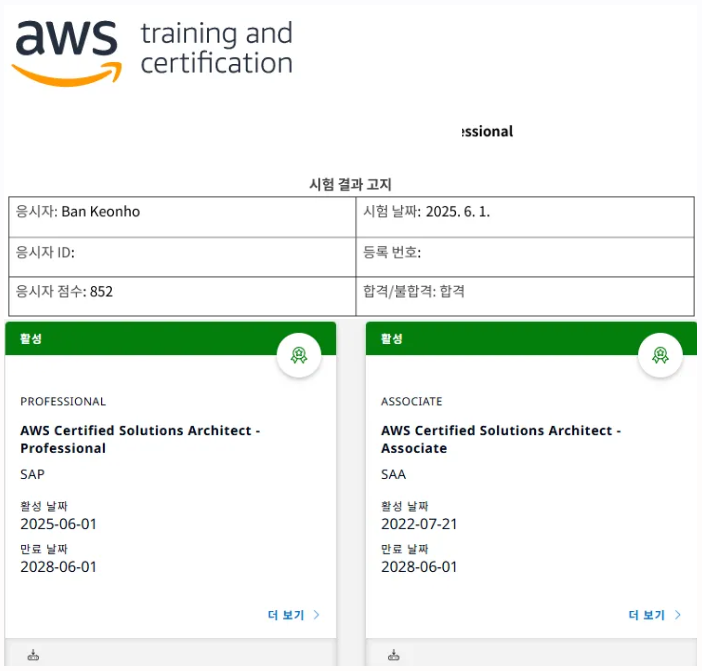 aws training and
certification
essional
시험 결과 고지
응시자: Ban Keonho
시험 날짜: 2025. 6. 1.
응시자 ID:
등록 번호:
응시자 점수: 852
합격/불합격: 합격
활성
PROFESSIONAL
AWS Certified Solutions Architect -
Professional
SAP
활성 날짜
2025-06-01
만료 날짜
2028-06-01
더 보기
활성
ASSOCIATE
AWS Certified Solutions Architect -
Associate
SAA
활성 날짜
2022-07-21
만료 날짜
2028-06-01
더 보기